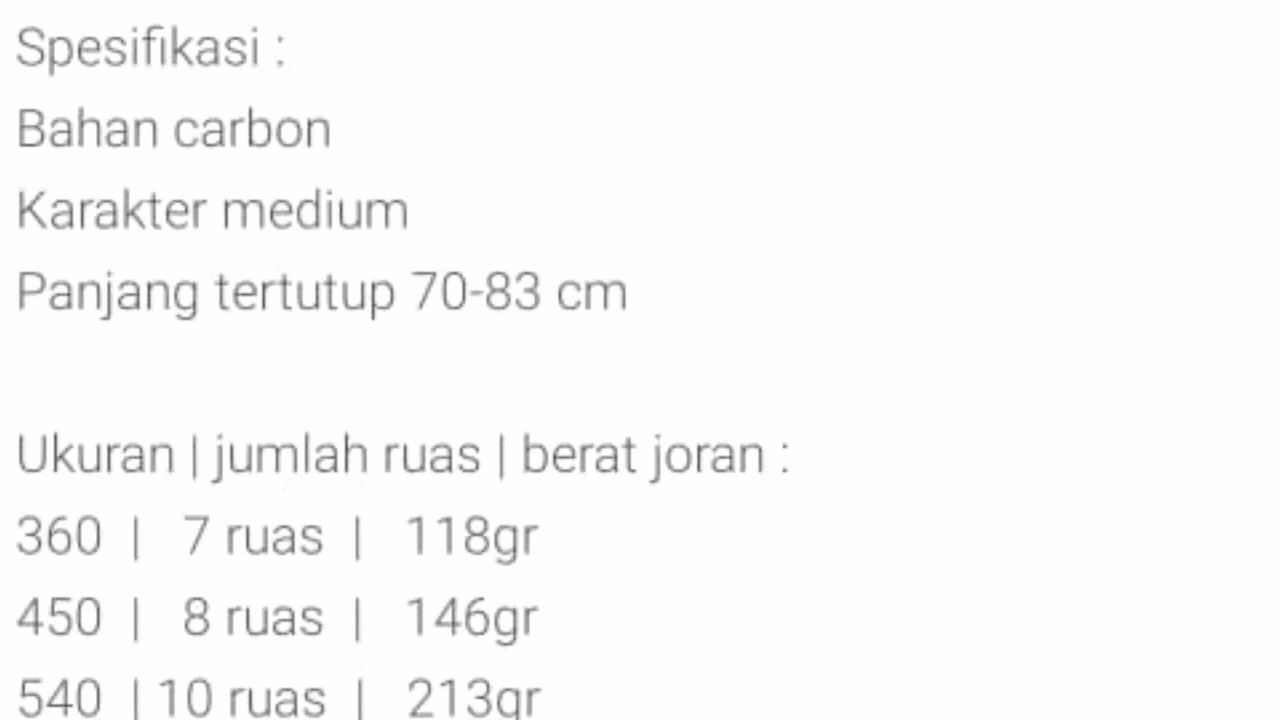 Spesifikasi :
Bahan carbon
Karakter medium
Panjang tertutup 70-83 cm
Ukuran | jumlah ruas | berat joran :
360 | 7 ruas | 118gr
450 | 8 ruas | 146gr
540 | 10 ruas | 213gr